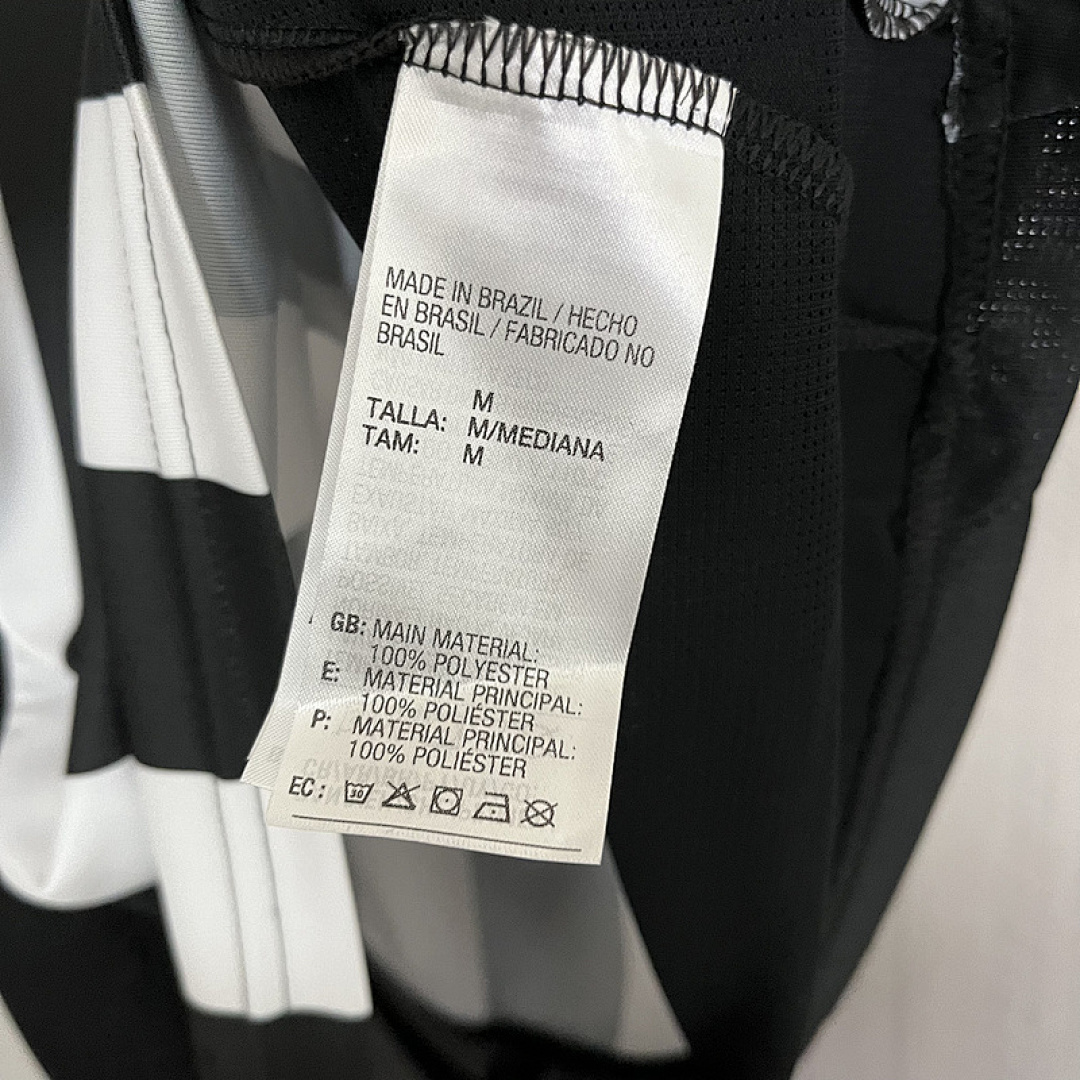 MADE IN BRAZIL / HECHO
EN BRASIL / FABRICADO NO
BRASIL
M
TALLA: M/MEDIANA
TAM: M
GB: MAIN MATERIAL:
100% POLYESTER
E: MATERIAL PRINCIPAL:
100% POLIÉSTER
P: MATERIAL PRINCIPAL:
100% POLIÉSTER
EC: 30